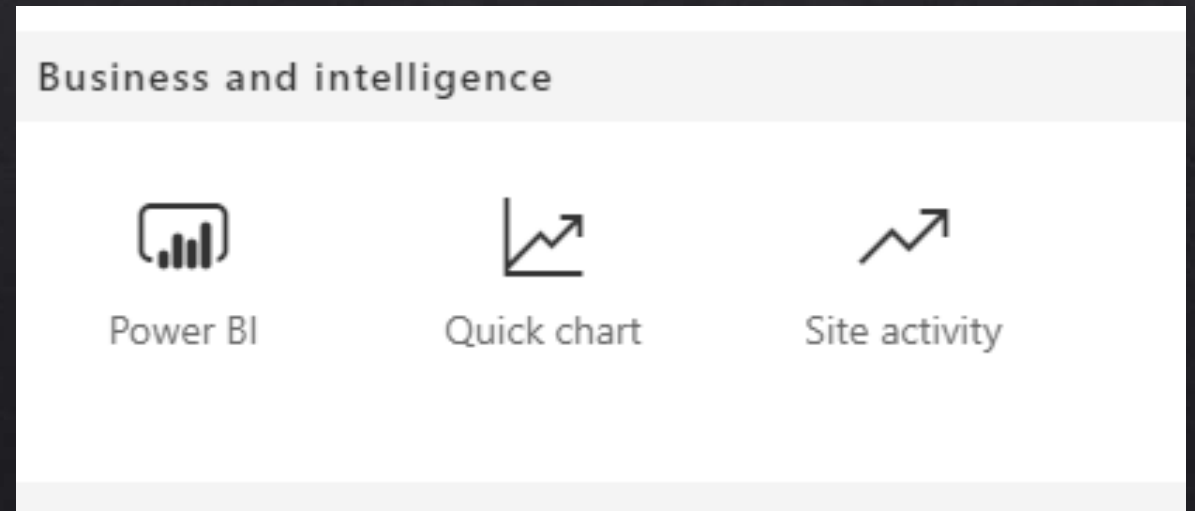 Business and intelligence
Power BI
Quick chart
Site activity